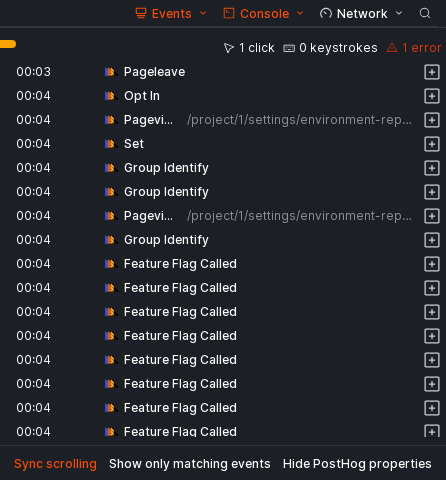 Events Console Network
1 click 0 keystrokes 1 error
00:03 Pageleave
00:04 Opt In
00:04 Pagevi... /project/1/settings/environment-rep...
00:04 Set
00:04 Group Identify
00:04 Group Identify
00:04 Pagevi... /project/1/settings/environment-rep...
00:04 Group Identify
00:04 Feature Flag Called
00:04 Feature Flag Called
00:04 Feature Flag Called
00:04 Feature Flag Called
00:04 Feature Flag Called
00:04 Feature Flag Called
00:04 Feature Flag Called
00:04 Feature Flag Called
Sync scrolling Show only matching events Hide PostHog properties